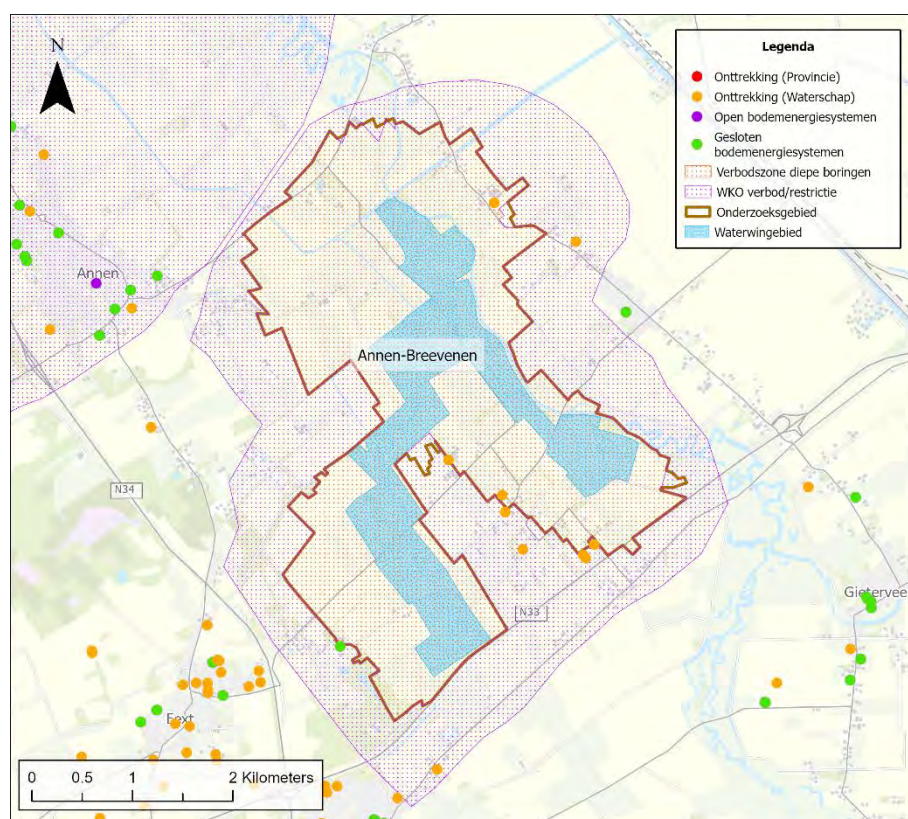 N
Legenda
Onttrekking (Provincie)
Onttrekking (Waterschap)
Open bodemenergiesystemen
Gesloten
bodemenergiesystemen
Verbodszone diepe boringen
WKO verbod/restrictie
Onderzoeksgebied
Waterwingebied
Annen
Annen-Breevenen
N34
N33
Gieterveen
Eext
0 0.5 1 2 Kilometers